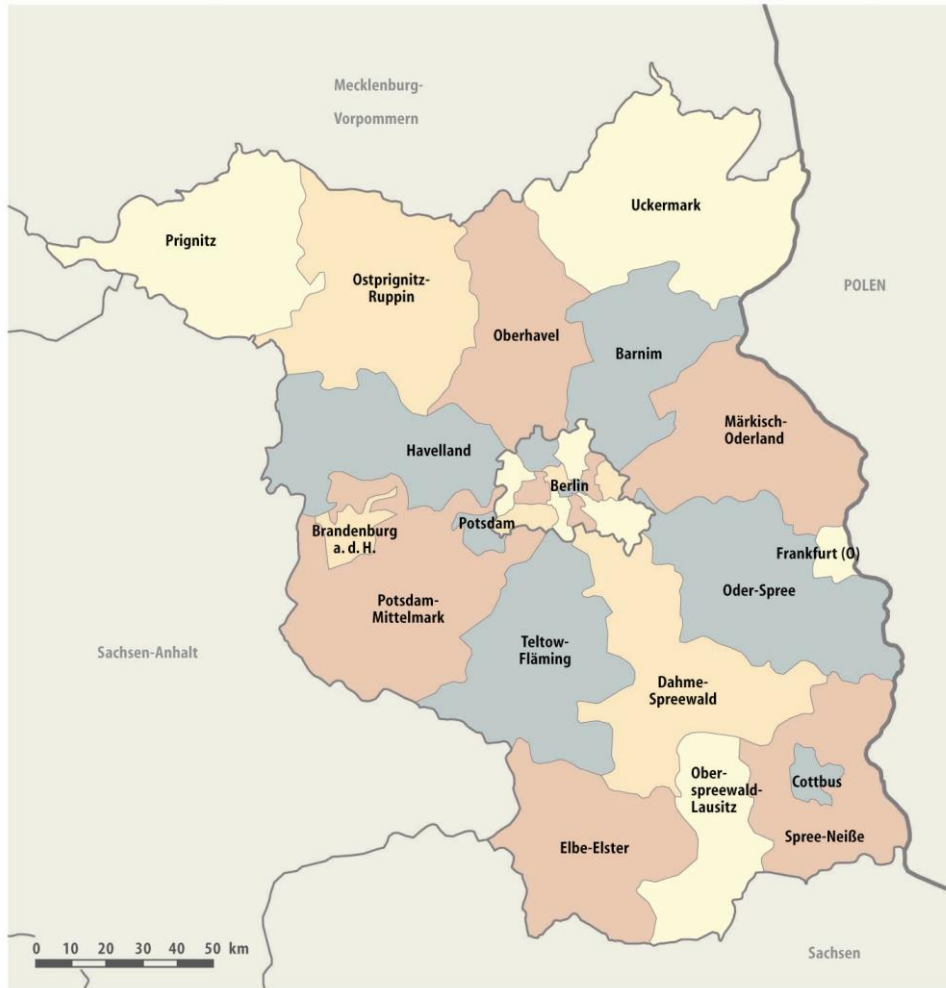 Mecklenburg-
Vorpommern
Uckermark
Prignitz
Ostprignitz-
Ruppin
POLEN
Oberhavel
Barnim
Märkisch-
Oderland
Havelland
Berlin
Potsdam
Brandenburg
a. d. H.
Frankfurt (O)
Oder-Spree
Potsdam-
Mittelmark
Teltow-
Fläming
Sachsen-Anhalt
Dahme-
Spreewald
Ober-
spreewald-
Lausitz
Cottbus
Spree-Neiße
Elbe-Elster
0 10 20 30 40 50 km
Sachsen